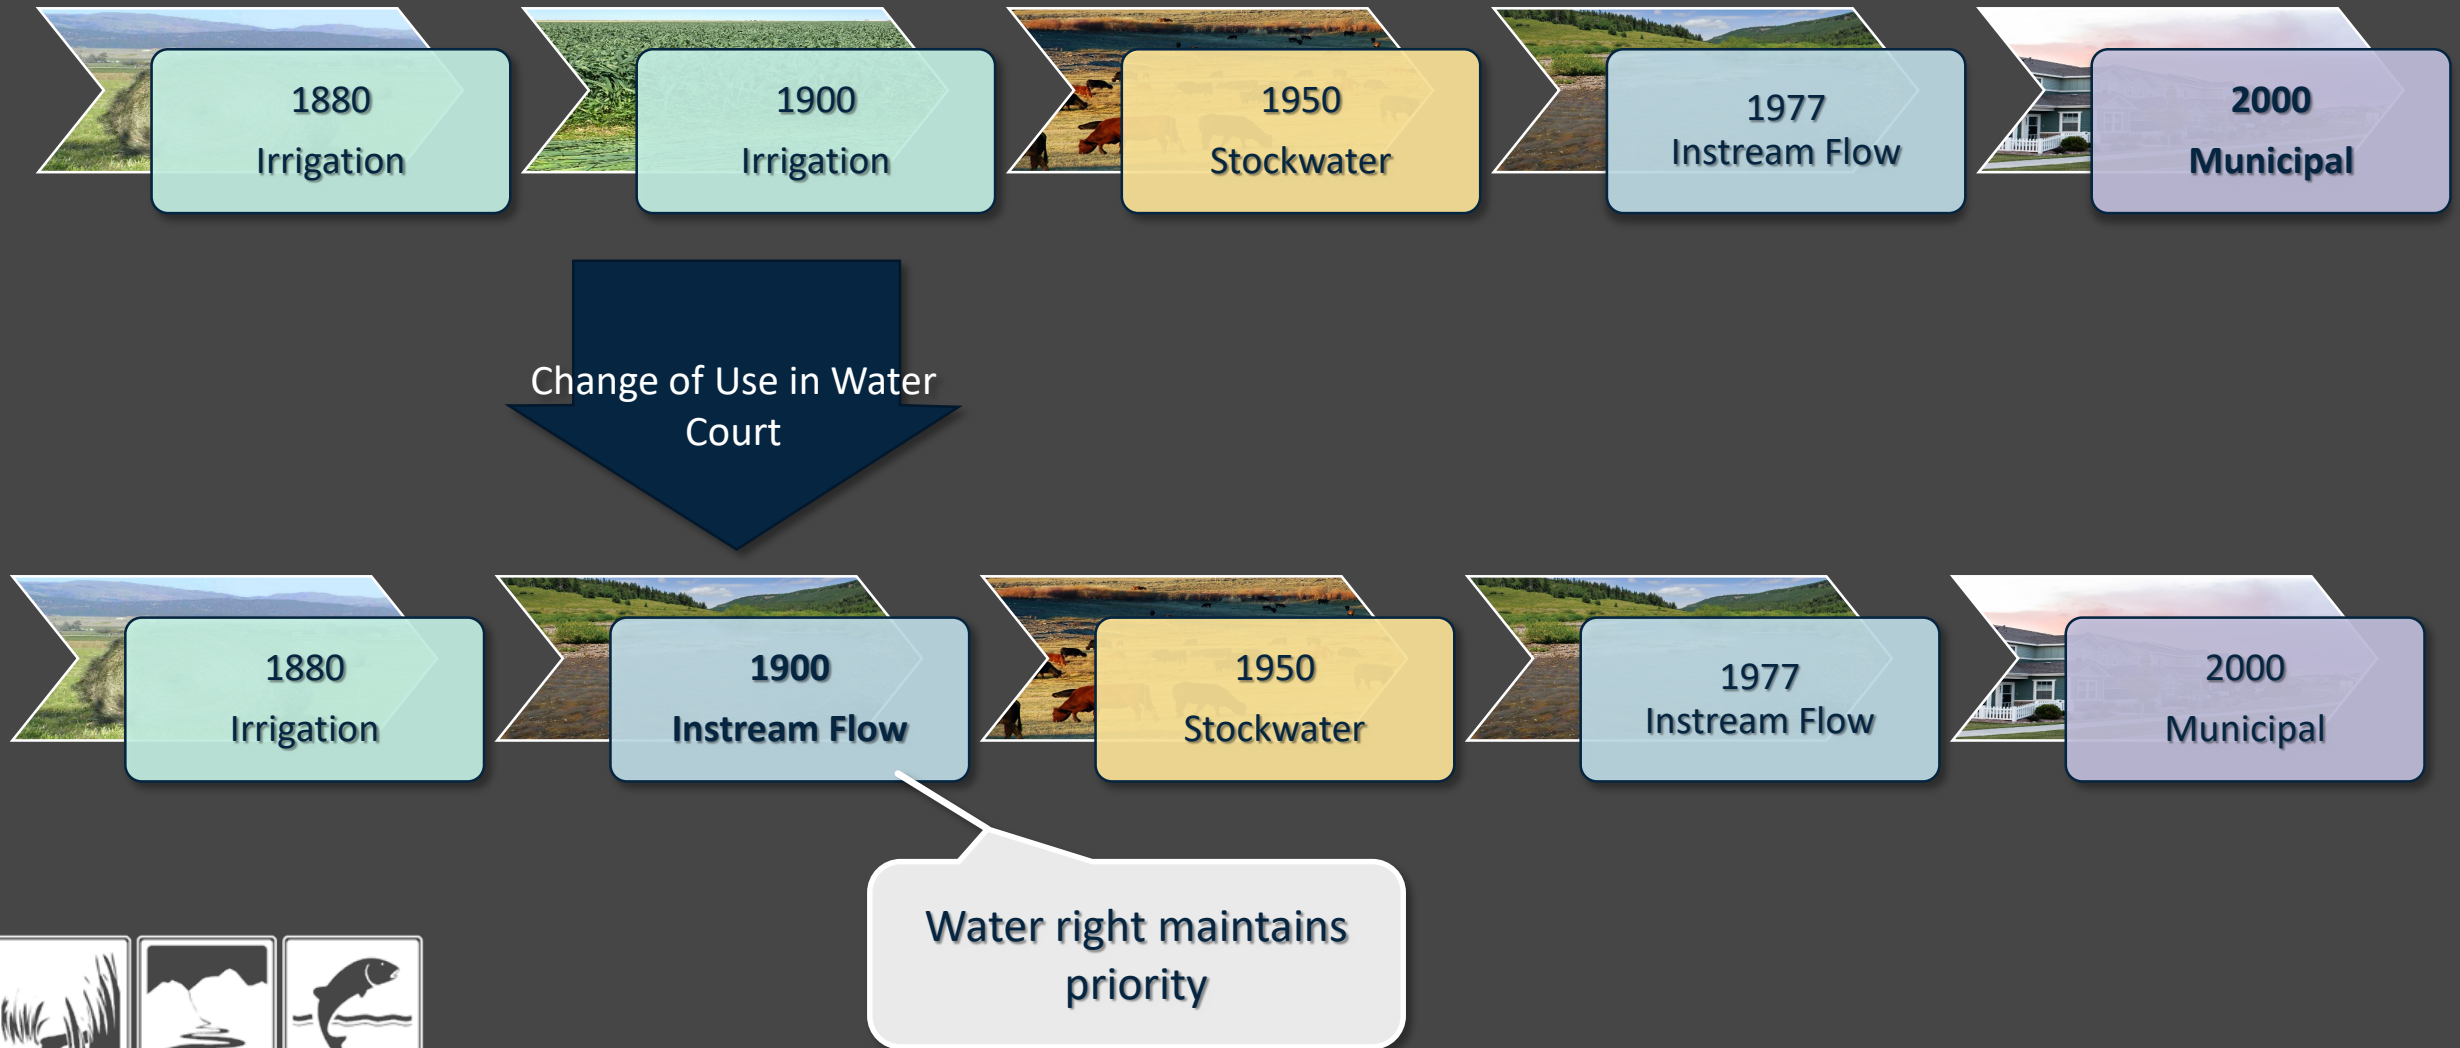 1880
Irrigation
1900
Irrigation
1950
Stockwater
1977
Instream Flow
2000
Municipal
Change of Use in Water
Court
1880
Irrigation
1900
Instream Flow
1950
Stockwater
1977
Instream Flow
2000
Municipal
Water right maintains
priority